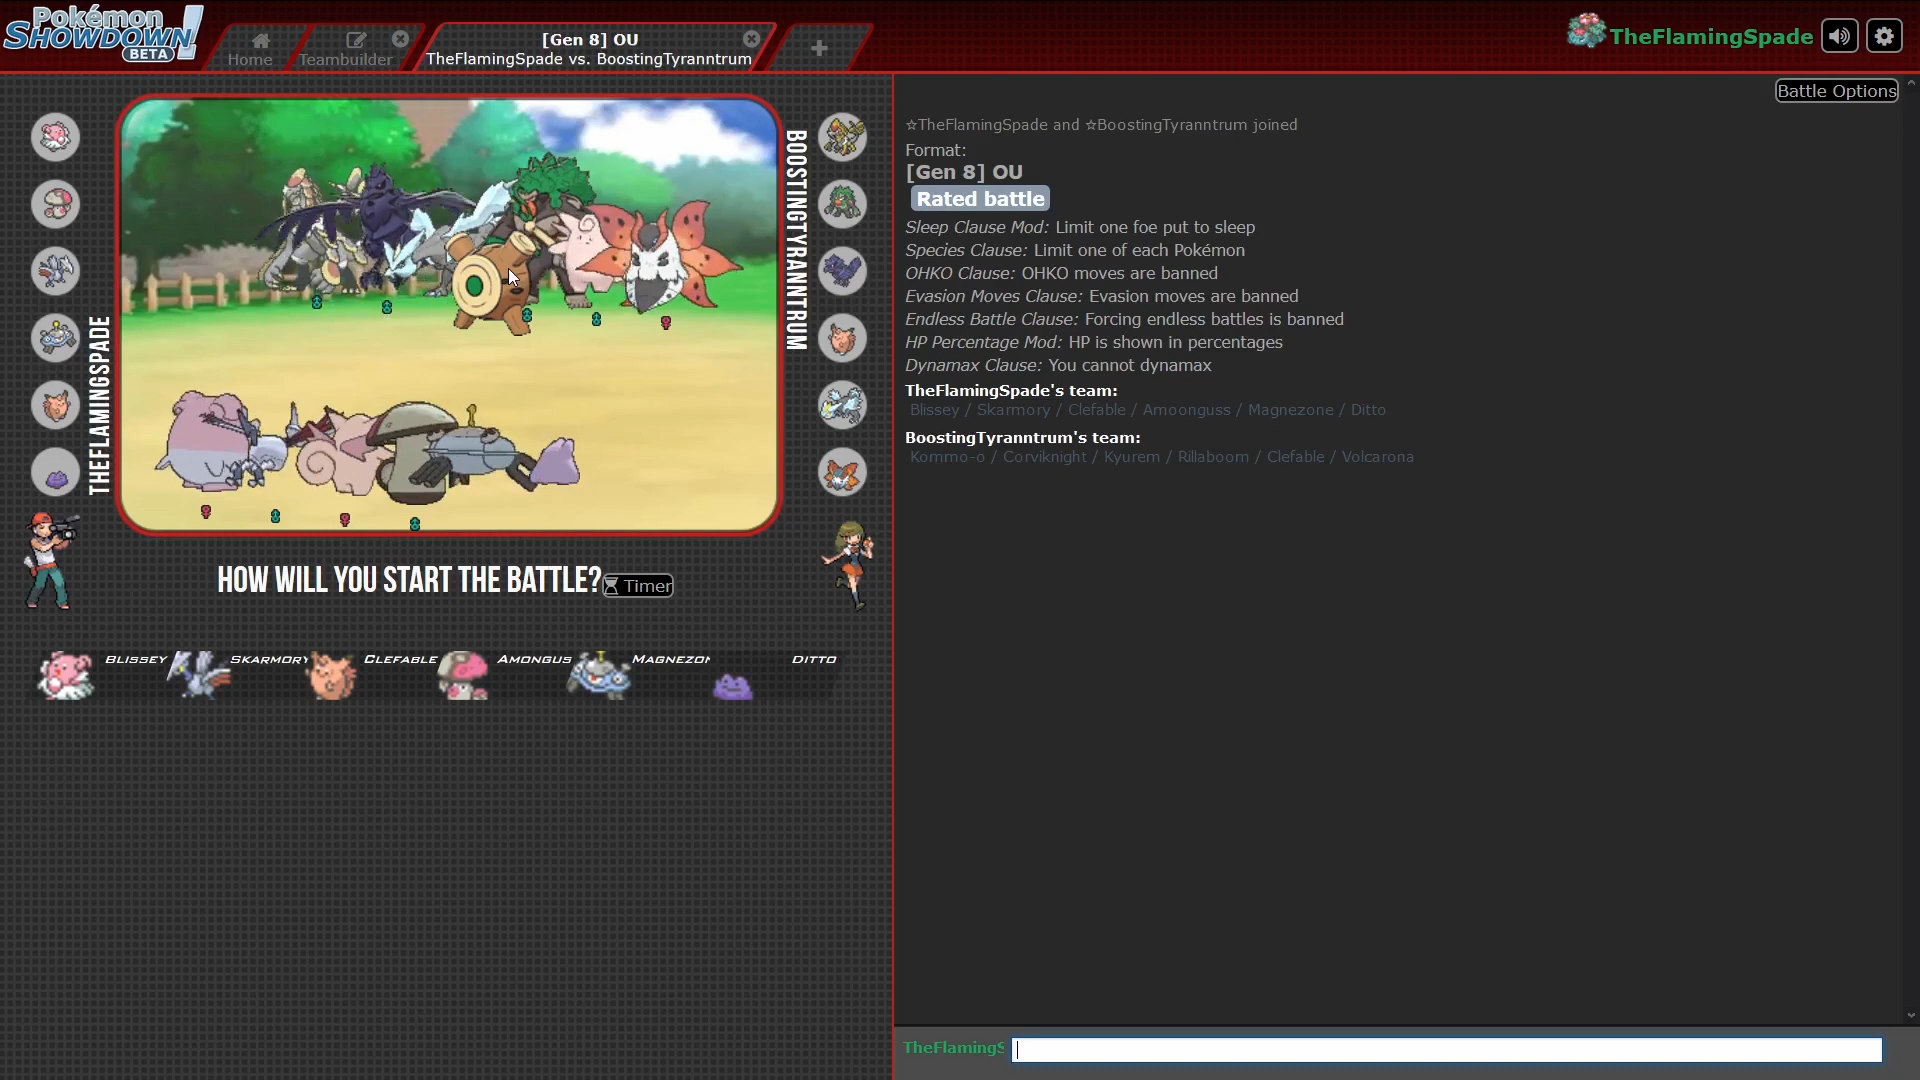 Pokémon
SHOWDOWN!
BETA
Home
Teambuilder
[Gen 8] OU
TheFlamingSpade vs. BoostingTyranntrum
TheFlamingSpade
Battle Options
THEFLAMINGSPADE
BOOSTINGTYRANNTRUM
HOW WILL YOU START THE BATTLE?
Timer
BLISSEY
SKARMORY
CLEFABLE
AMONGUS
MAGNEZON
DITTO
☆TheFlamingSpade and ☆BoostingTyranntrum joined
Format:
[Gen 8] OU
Rated battle
Sleep Clause Mod: Limit one foe put to sleep
Species Clause: Limit one of each Pokémon
OHKO Clause: OHKO moves are banned
Evasion Moves Clause: Evasion moves are banned
Endless Battle Clause: Forcing endless battles is banned
HP Percentage Mod: HP is shown in percentages
Dynamax Clause: You cannot dynamax
TheFlamingSpade's team:
Blissey / Skarmory / Clefable / Amoonguss / Magnezone / Ditto
BoostingTyranntrum's team:
Kommo-o / Corviknight / Kyurem / Rillaboom / Clefable / Volcarona
TheFlamingS